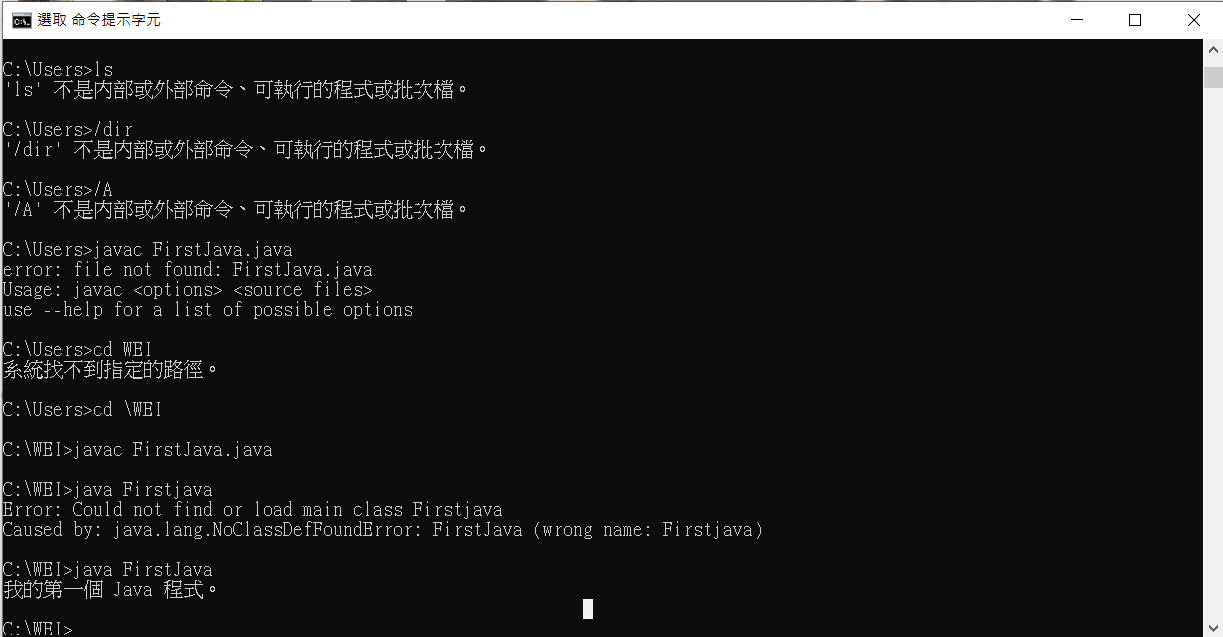 選取 命令提示字元
C:\Users>ls
'ls' 不是內部或外部命令、可執行的程式或批次檔。
C:\Users>/dir
'/dir' 不是內部或外部命令、可執行的程式或批次檔。
C:\Users>/A
'/A' 不是內部或外部命令、可執行的程式或批次檔。
C:\Users>javac FirstJava.java
error: file not found: FirstJava.java
Usage: javac <options> <source files>
use --help for a list of possible options
C:\Users>cd WEI
系統找不到指定的路徑。
C:\Users>cd \WEI
C:\WEI>javac FirstJava.java
C:\WEI>java Firstjava
Error: Could not find or load main class Firstjava
Caused by: java.lang.NoClassDefFoundError: FirstJava (wrong name: Firstjava)
C:\WEI>java FirstJava
我的第一個 Java 程式。
C:\WEI>